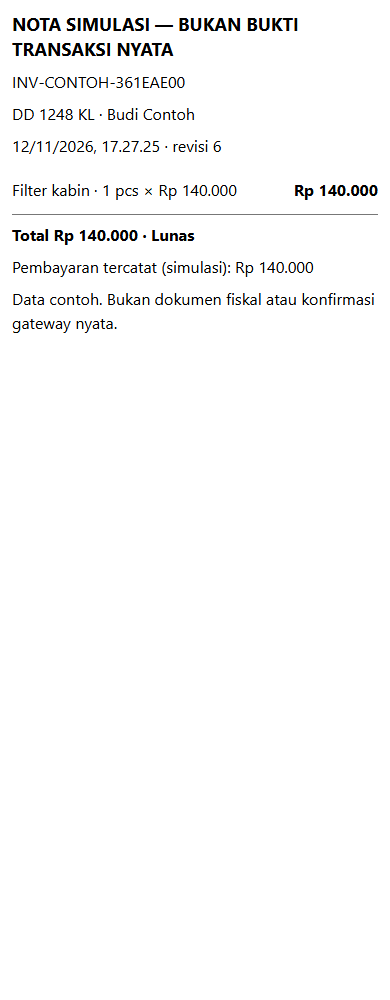 NOTA SIMULASI — BUKAN BUKTI
TRANSAKSI NYATA
INV-CONTOH-361EAE00
DD 1248 KL · Budi Contoh
12/11/2026, 17.27.25 · revisi 6
Filter kabin · 1 pcs × Rp 140.000 Rp 140.000
Total Rp 140.000 · Lunas
Pembayaran tercatat (simulasi): Rp 140.000
Data contoh. Bukan dokumen fiskal atau konfirmasi
gateway nyata.